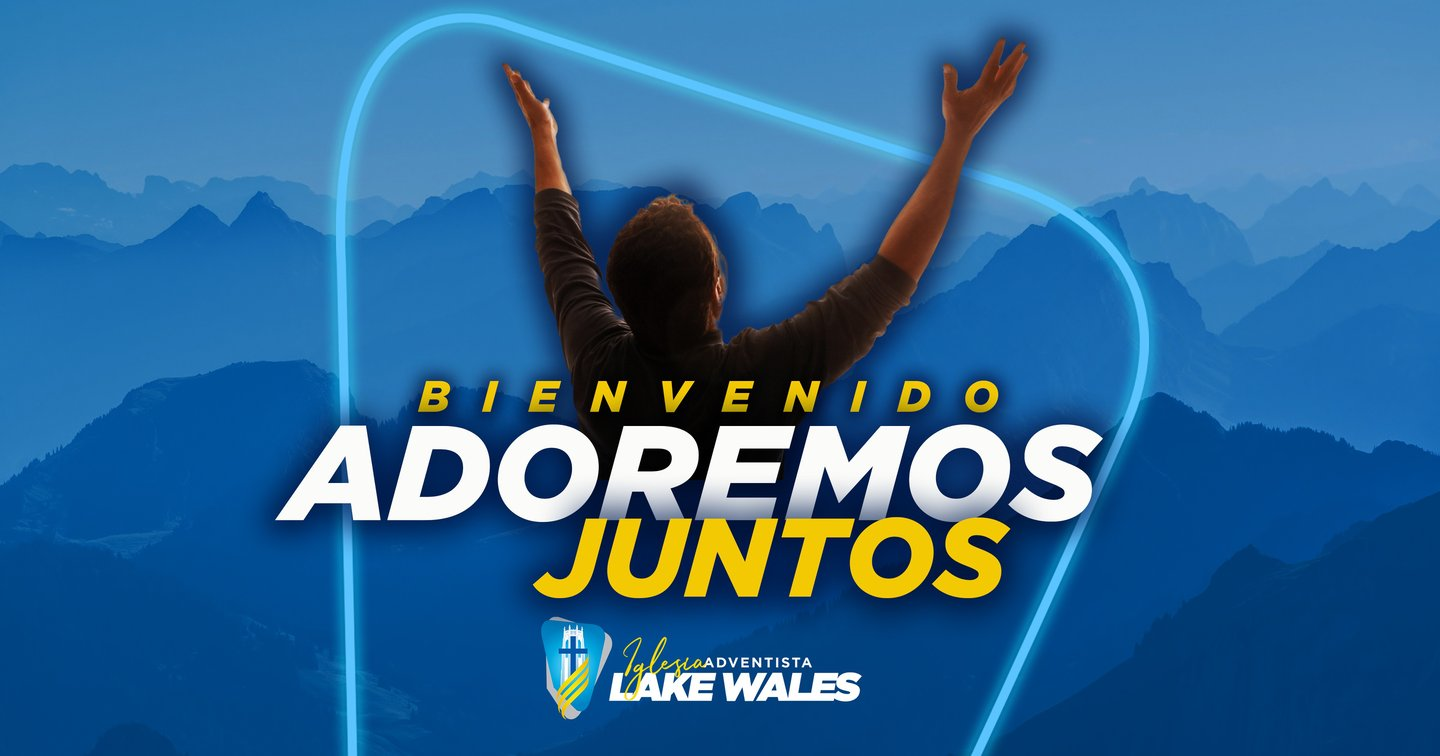 BIENVENIDO
ADOREMOS
JUNTOS
Iglesia ADVENTISTA
LAKE WALES